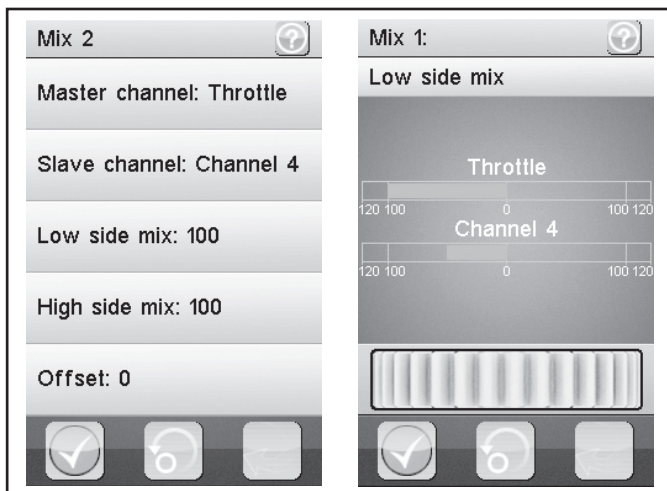 Mix 2
?
Master channel: Throttle
Slave channel: Channel 4
Low side mix: 100
High side mix: 100
Offset: 0
Mix 1:
?
Low side mix
Throttle
120 100 0 100 120
Channel 4
120 100 0 100 120